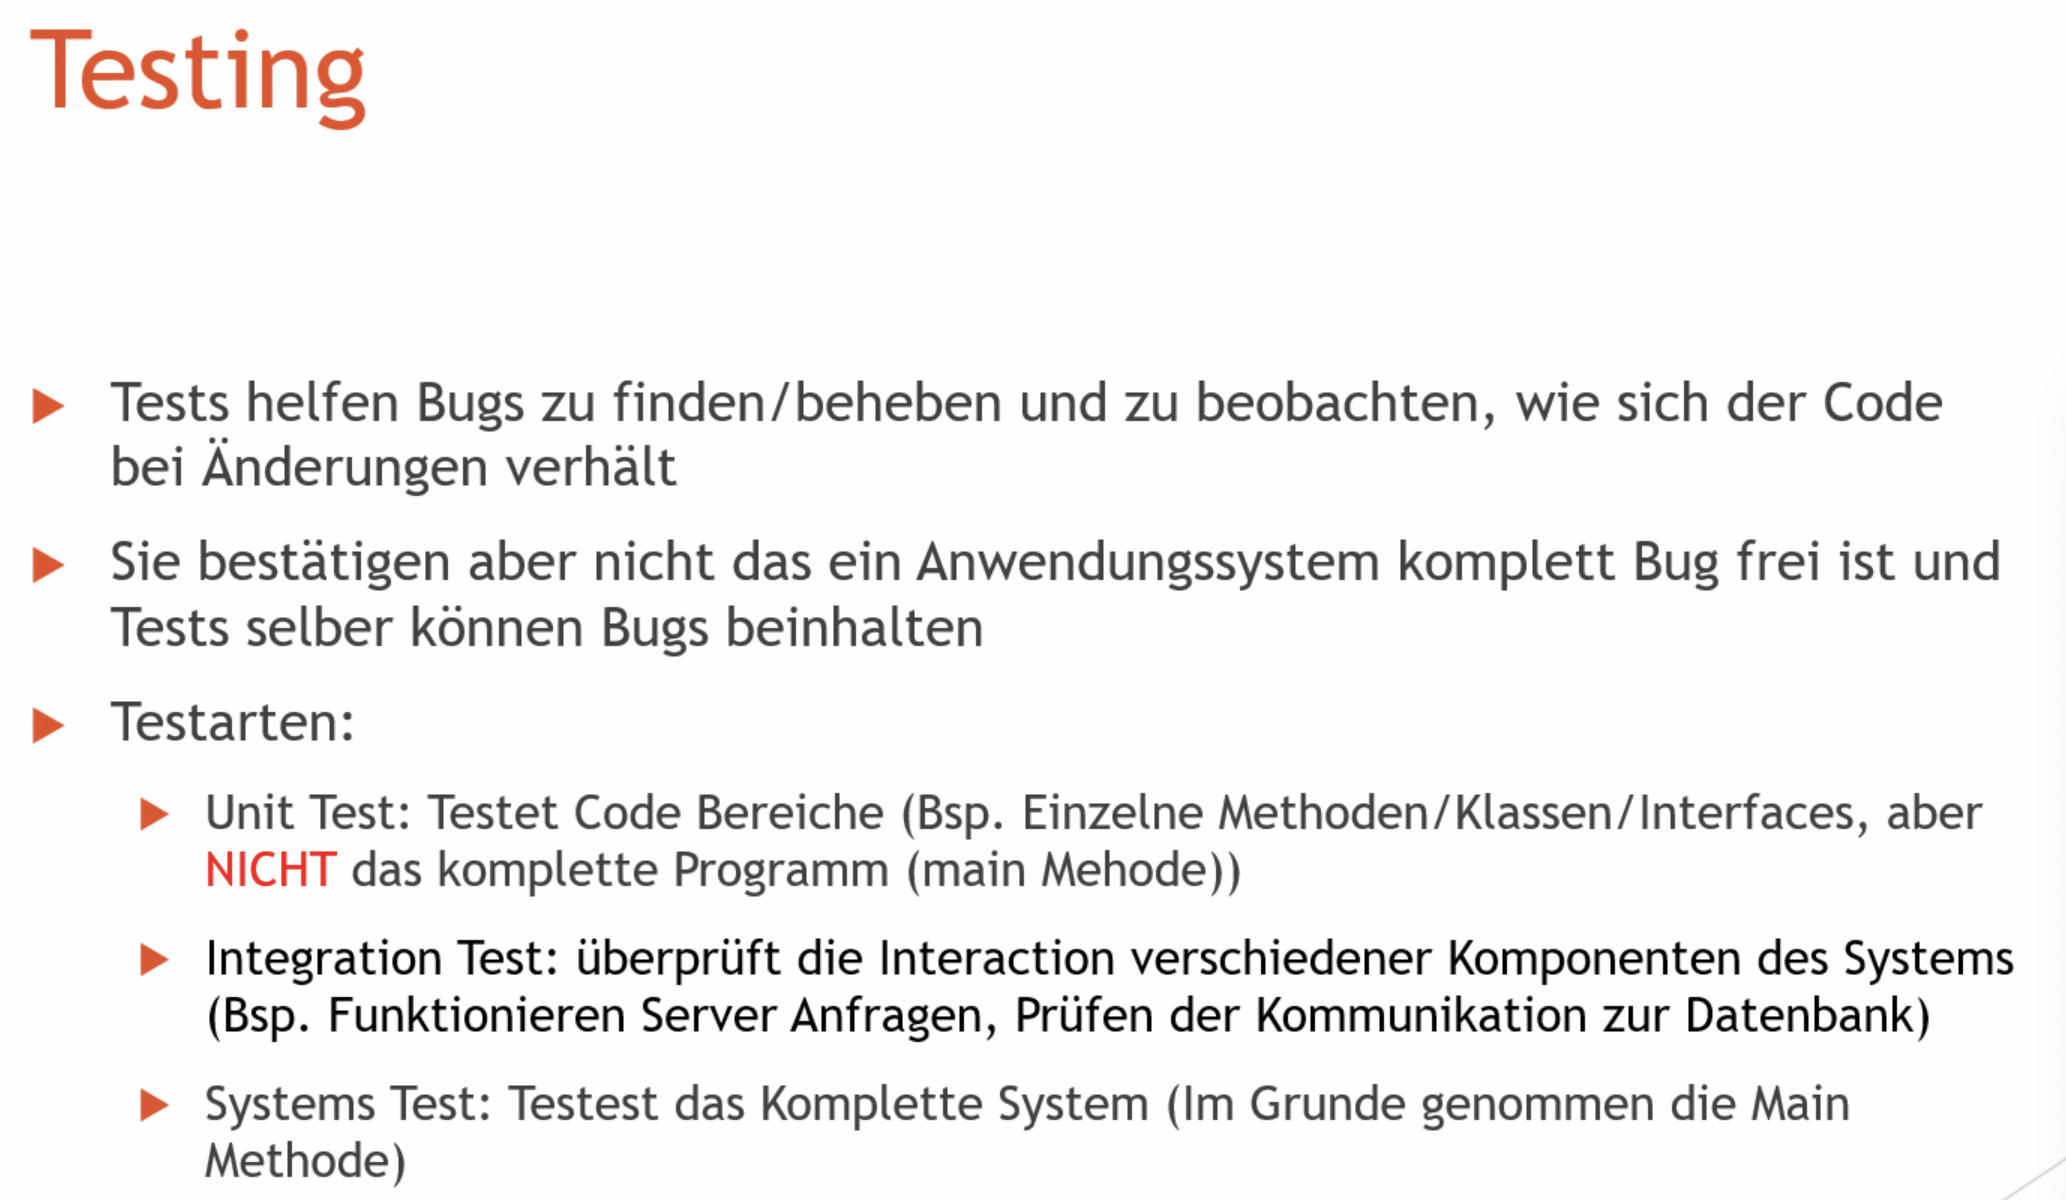 Testing
Tests helfen Bugs zu finden/beheben und zu beobachten, wie sich der Code
bei Änderungen verhält
Sie bestätigen aber nicht das ein Anwendungssystem komplett Bug frei ist und
Tests selber können Bugs beinhalten
Testarten:
Unit Test: Testet Code Bereiche (Bsp. Einzelne Methoden/Klassen/Interfaces, aber
NICHT das komplette Programm (main Mehode))
Integration Test: überprüft die Interaction verschiedener Komponenten des Systems
(Bsp. Funktionieren Server Anfragen, Prüfen der Kommunikation zur Datenbank)
Systems Test: Testest das Komplette System (Im Grunde genommen die Main
Methode)